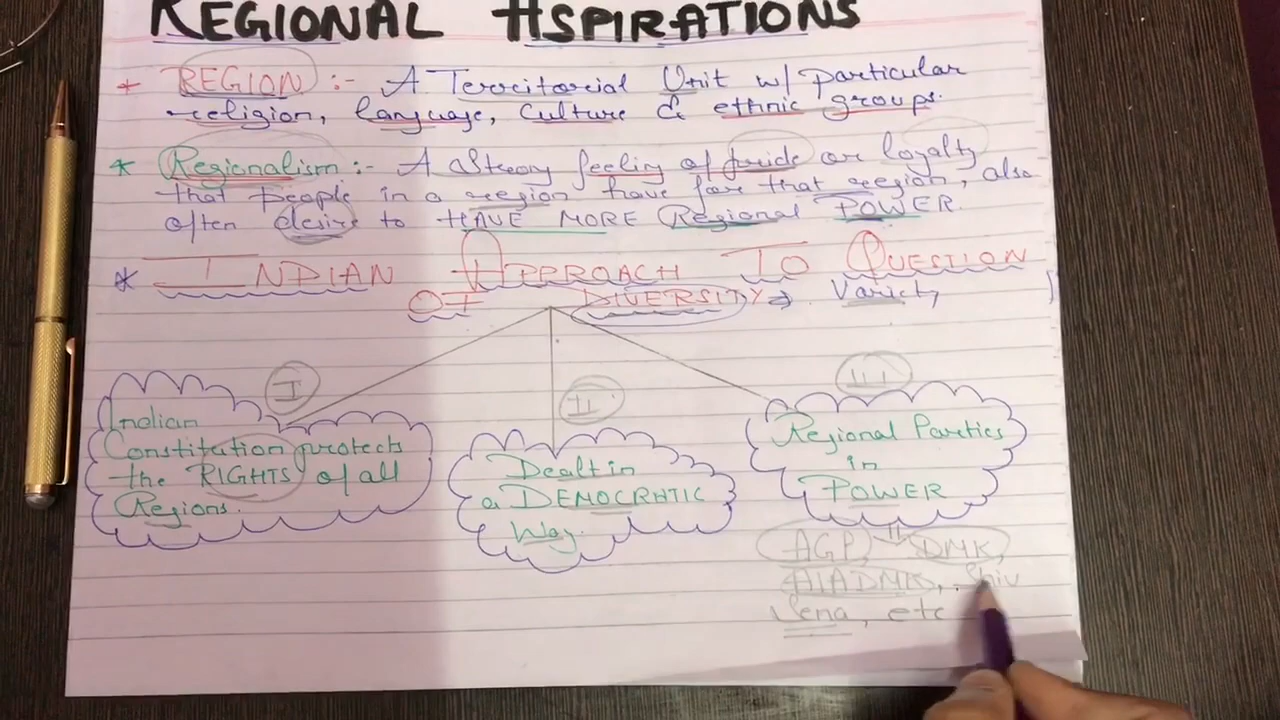 REGIONAL ASPIRATIONS
* REGION :- A Territorial Unit w/ particular
religion, language, culture & ethnic groups.
* Regionalism :- A strong feeling of pride or loyalty
that people in a region have for that region, also
often desire to HAVE MORE Regional POWER.
* INDIAN APPROACH TO QUESTION
OF DIVERSITY → Variety
I
II
III
Indian
Constitution protects
the RIGHTS of all
Regions.
Dealt in
a DEMOCRATIC
Way.
Regional Parties
in
POWER
AGP, DMK,
AIADMK, Shiv
Sena, etc